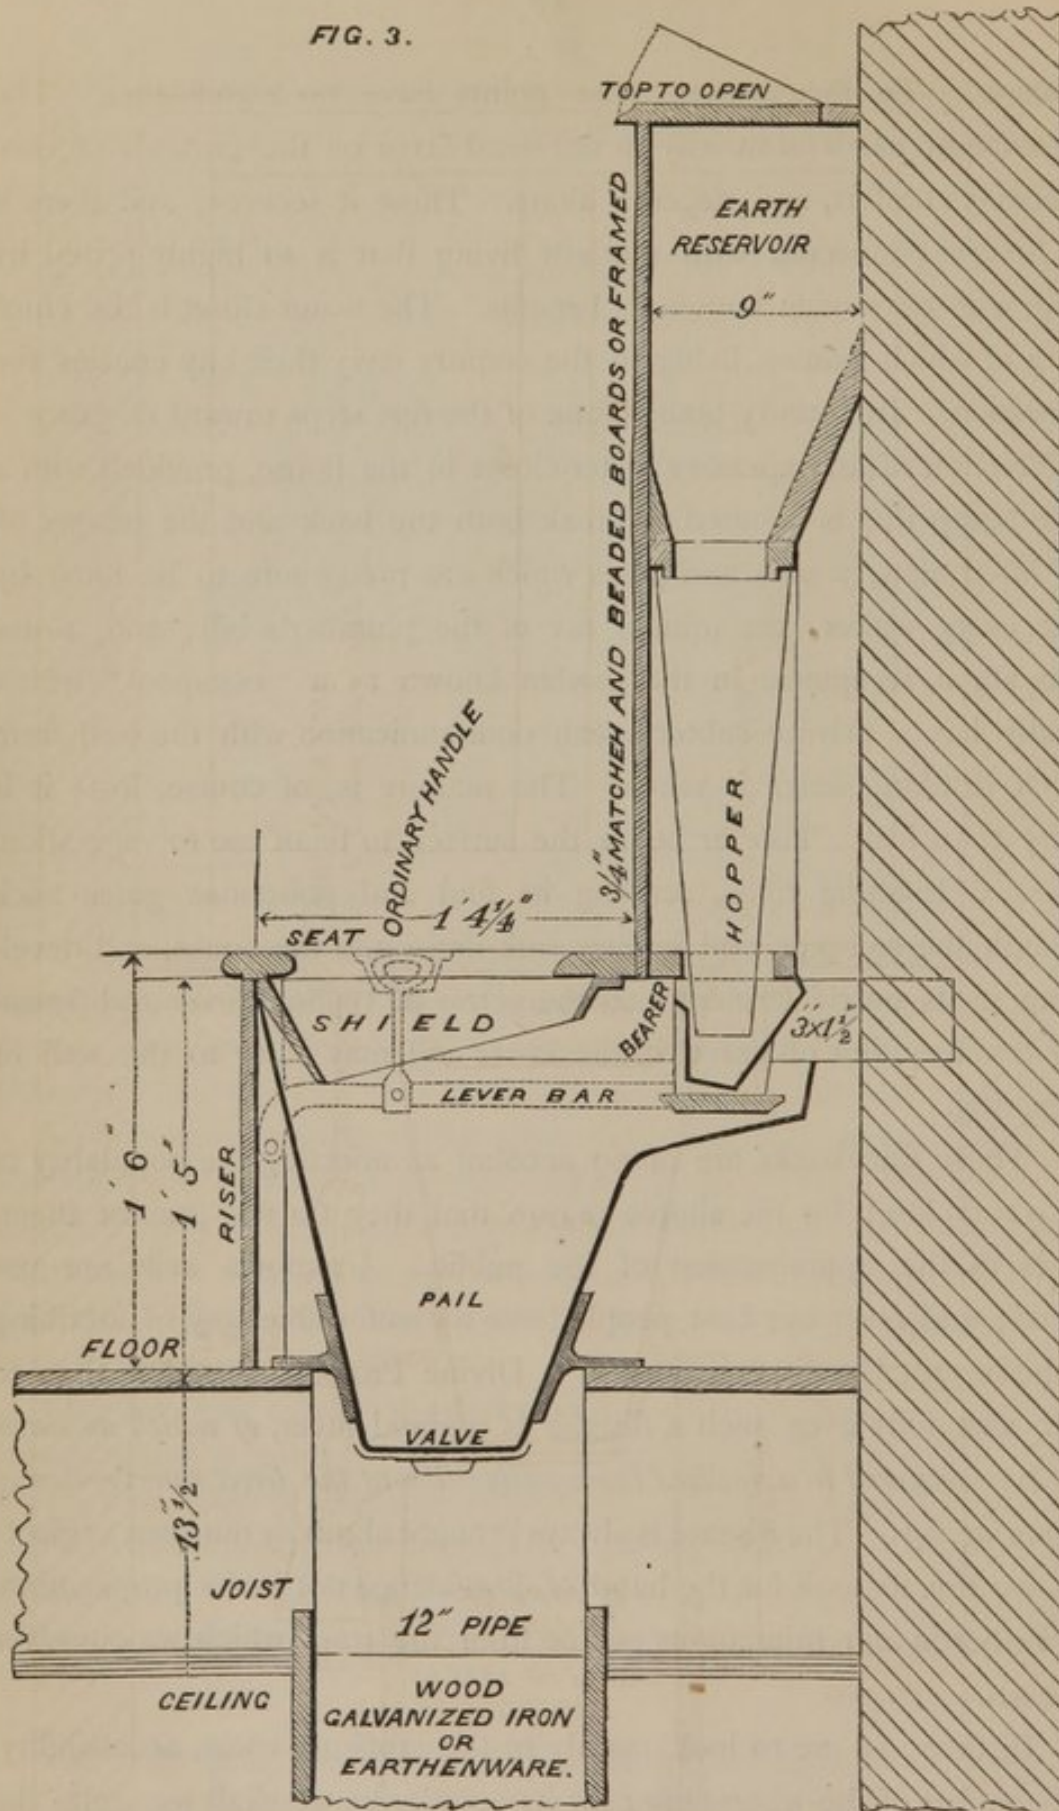 FIG. 3.
TOP TO OPEN
EARTH
RESERVOIR
9"
3/4" MATCHEH AND BEADED BOARDS OR FRAMED
HOPPER
ORDINARY HANDLE
1' 4 1/4"
SEAT
SHIELD
BEARER
3"x1 1/2"
LEVER BAR
1' 6"
1' 5"
RISER
PAIL
FLOOR
VALVE
13 1/2"
JOIST
12" PIPE
CEILING
WOOD
GALVANIZED IRON
OR
EARTHENWARE.